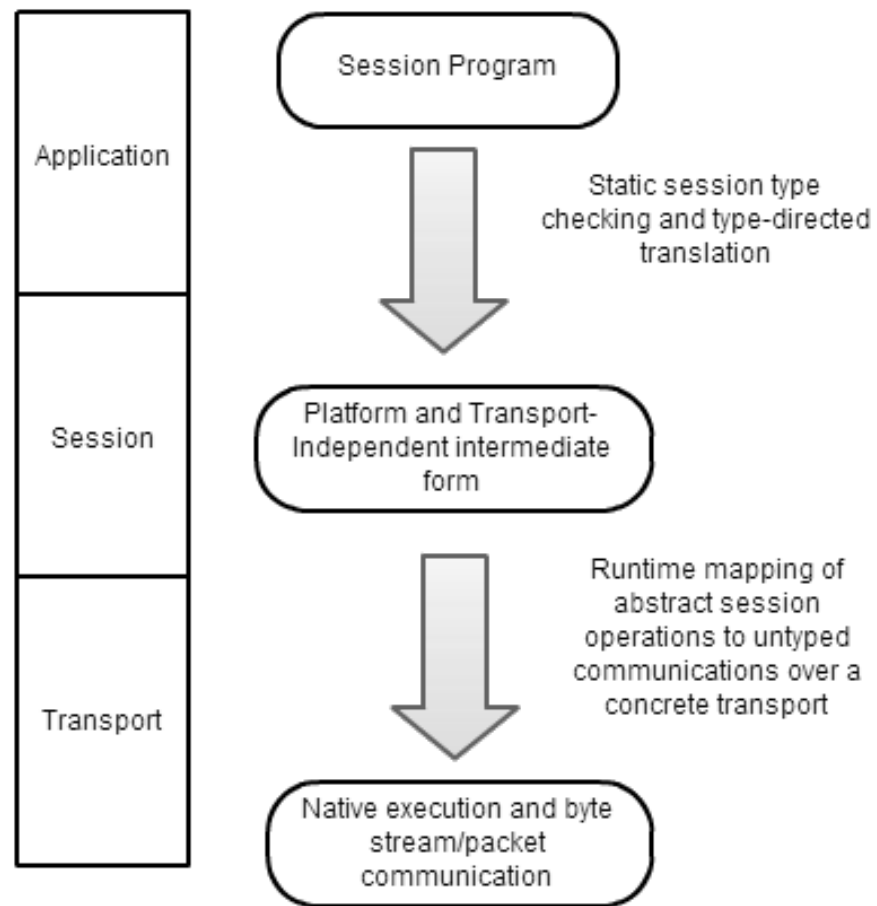 Session Program
Application
Static session type
checking and type-directed
translation
Platform and Transport-
Independent intermediate
form
Session
Runtime mapping of
abstract session
operations to untyped
communications over a
concrete transport
Transport
Native execution and byte
stream/packet
communication